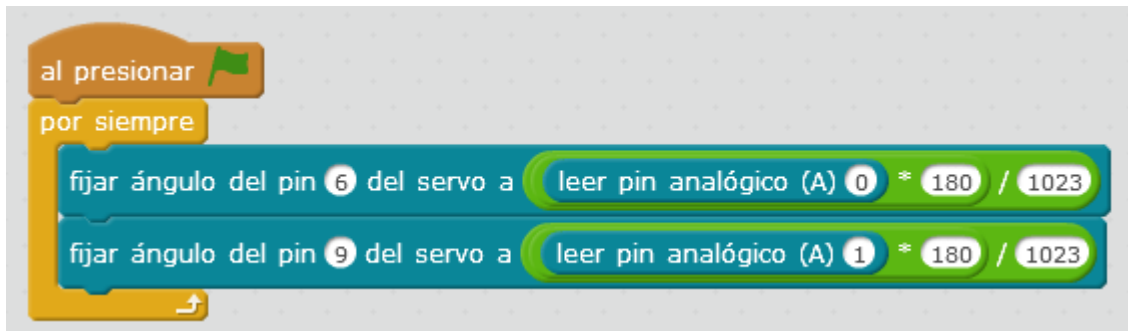 al presionar
por siempre
fijar ángulo del pin 6 del servo a leer pin analógico (A) 0 * 180 / 1023
fijar ángulo del pin 9 del servo a leer pin analógico (A) 1 * 180 / 1023